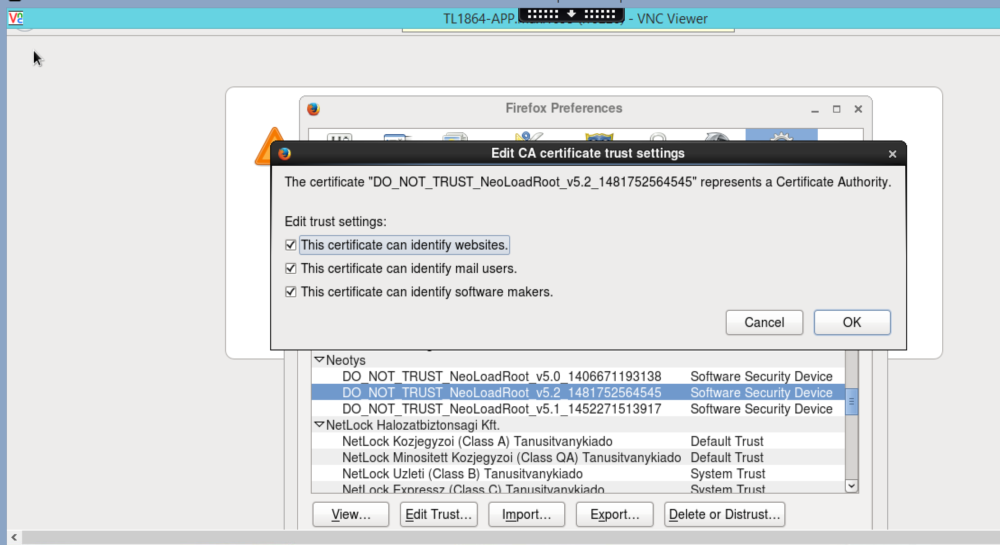 TL1864-APP. - VNC Viewer
Firefox Preferences
Edit CA certificate trust settings
The certificate "DO_NOT_TRUST_NeoLoadRoot_v5.2_1481752564545" represents a Certificate Authority.
Edit trust settings:
This certificate can identify websites.
This certificate can identify mail users.
This certificate can identify software makers.
Cancel OK
Neotys
DO_NOT_TRUST_NeoLoadRoot_v5.0_1406671193138 Software Security Device
DO_NOT_TRUST_NeoLoadRoot_v5.2_1481752564545 Software Security Device
DO_NOT_TRUST_NeoLoadRoot_v5.1_1452271513917 Software Security Device
NetLock Halozatbiztonsagi Kft.
NetLock Kozjegyzoi (Class A) Tanusitvanykiado Default Trust
NetLock Minositett Kozjegyzoi (Class QA) Tanusitvanykiado Default Trust
NetLock Uzleti (Class B) Tanusitvanykiado System Trust
NetLock Expressz (Class C) Tanusitvanykiado System Trust
View... Edit Trust... Import... Export... Delete or Distrust...